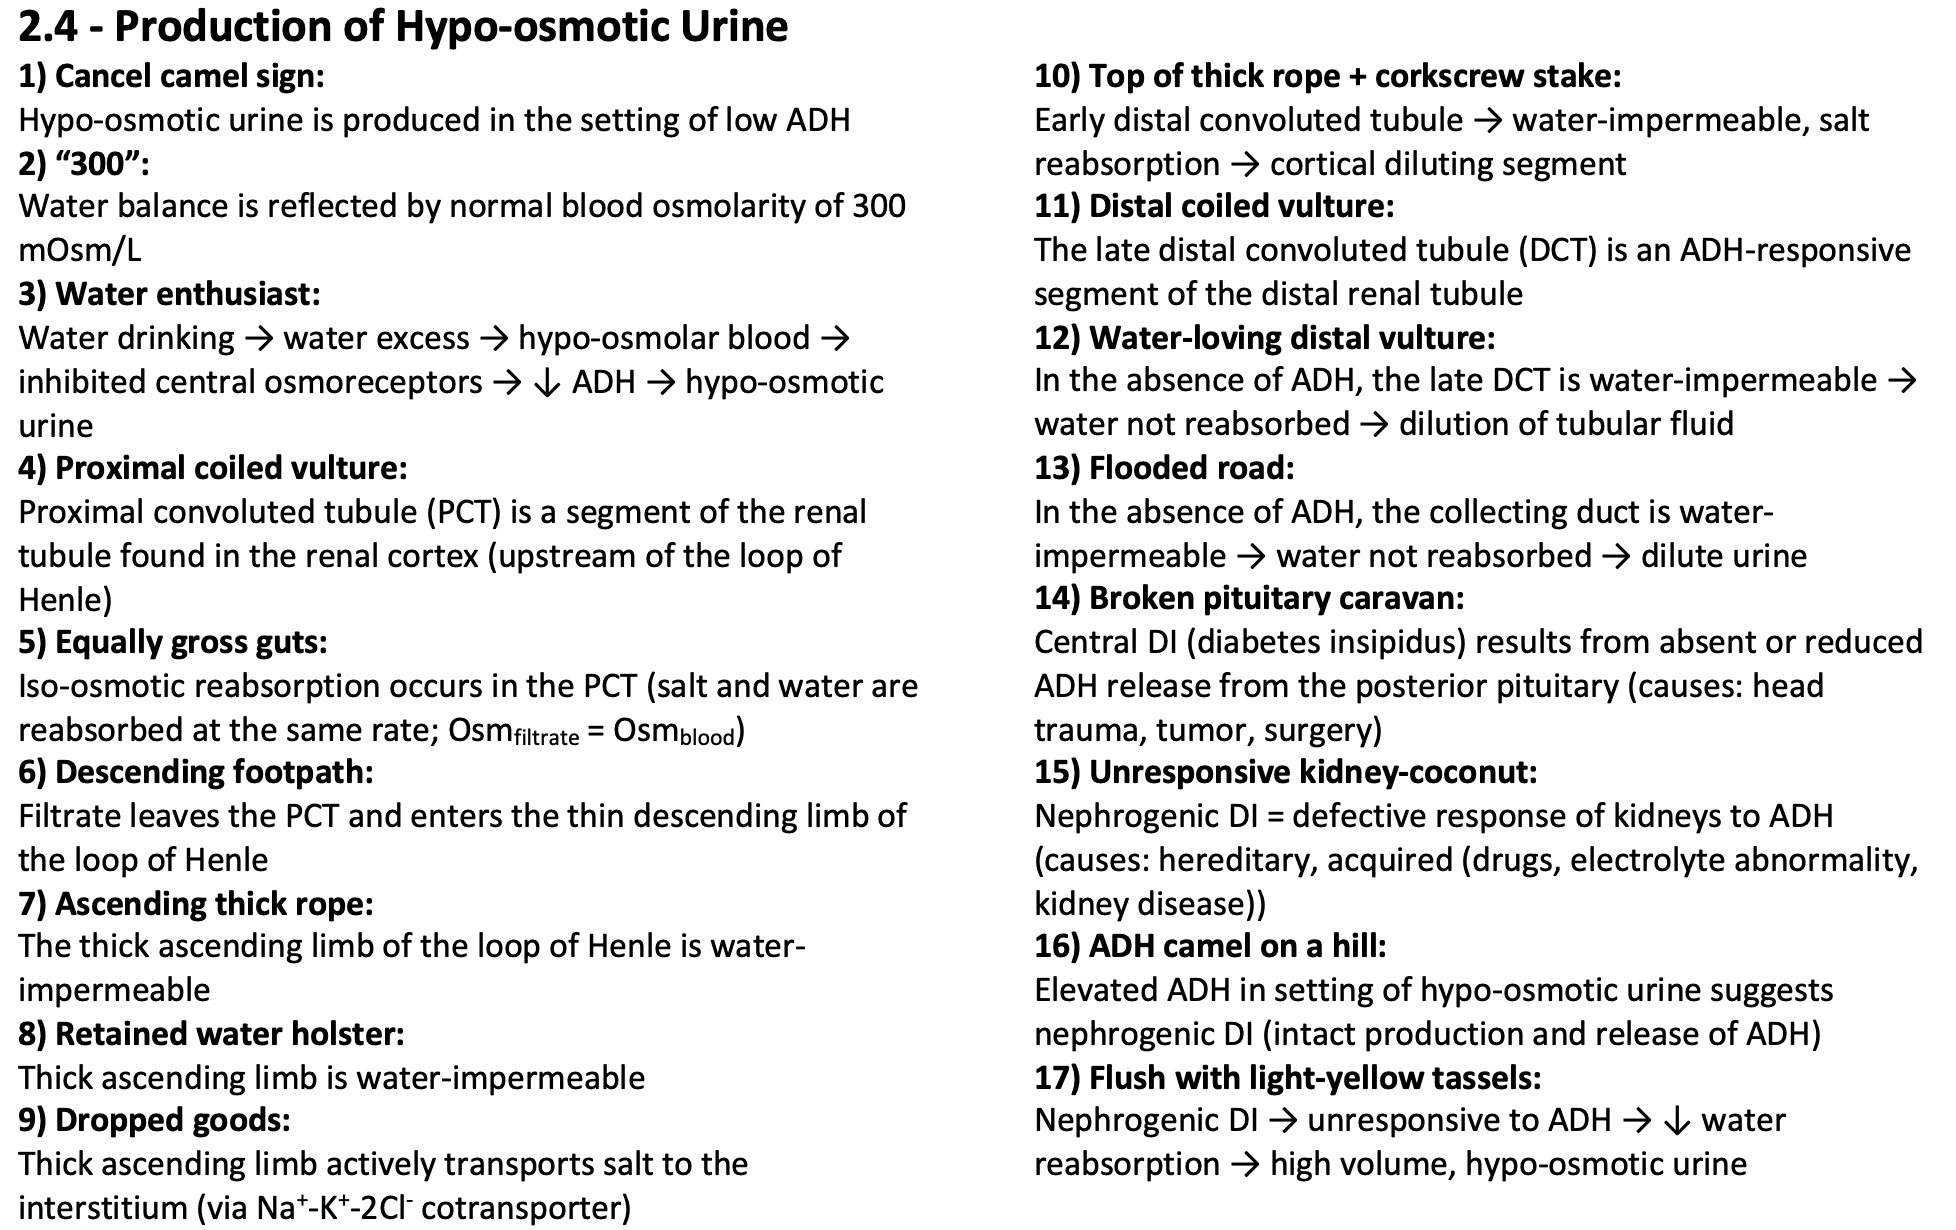 2.4 - Production of Hypo-osmotic Urine
1) Cancel camel sign:
Hypo-osmotic urine is produced in the setting of low ADH
2) “300”:
Water balance is reflected by normal blood osmolarity of 300
mOsm/L
3) Water enthusiast:
Water drinking → water excess → hypo-osmolar blood →
inhibited central osmoreceptors → ↓ ADH → hypo-osmotic
urine
4) Proximal coiled vulture:
Proximal convoluted tubule (PCT) is a segment of the renal
tubule found in the renal cortex (upstream of the loop of
Henle)
5) Equally gross guts:
Iso-osmotic reabsorption occurs in the PCT (salt and water are
reabsorbed at the same rate; Osmfiltrate = Osmblood)
6) Descending footpath:
Filtrate leaves the PCT and enters the thin descending limb of
the loop of Henle
7) Ascending thick rope:
The thick ascending limb of the loop of Henle is water-
impermeable
8) Retained water holster:
Thick ascending limb is water-impermeable
9) Dropped goods:
Thick ascending limb actively transports salt to the
interstitium (via Na⁺-K⁺-2Cl⁻ cotransporter)
10) Top of thick rope + corkscrew stake:
Early distal convoluted tubule → water-impermeable, salt
reabsorption → cortical diluting segment
11) Distal coiled vulture:
The late distal convoluted tubule (DCT) is an ADH-responsive
segment of the distal renal tubule
12) Water-loving distal vulture:
In the absence of ADH, the late DCT is water-impermeable →
water not reabsorbed → dilution of tubular fluid
13) Flooded road:
In the absence of ADH, the collecting duct is water-
impermeable → water not reabsorbed → dilute urine
14) Broken pituitary caravan:
Central DI (diabetes insipidus) results from absent or reduced
ADH release from the posterior pituitary (causes: head
trauma, tumor, surgery)
15) Unresponsive kidney-coconut:
Nephrogenic DI = defective response of kidneys to ADH
(causes: hereditary, acquired (drugs, electrolyte abnormality,
kidney disease))
16) ADH camel on a hill:
Elevated ADH in setting of hypo-osmotic urine suggests
nephrogenic DI (intact production and release of ADH)
17) Flush with light-yellow tassels:
Nephrogenic DI → unresponsive to ADH → ↓ water
reabsorption → high volume, hypo-osmotic urine